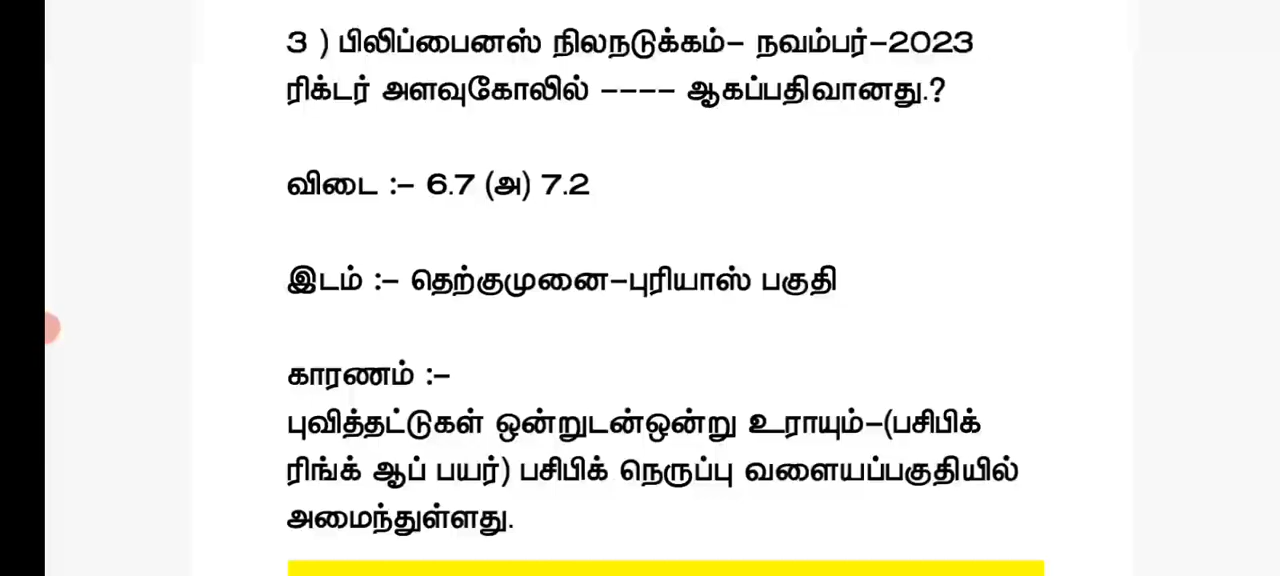 3 ) பிலிப்பைனஸ் நிலநடுக்கம்– நவம்பர்–2023
ரிக்டர் அளவுகோலில் –––– ஆகப்பதிவானது.?
விடை :– 6.7 (அ) 7.2
இடம் :– தெற்குமுனை–புரியாஸ் பகுதி
காரணம் :–
புவித்தட்டுகள் ஒன்றுடன்ஒன்று உராயும்–(பசிபிக்
ரிங்க் ஆப் பயர்) பசிபிக் நெருப்பு வளையப்பகுதியில்
அமைந்துள்ளது.